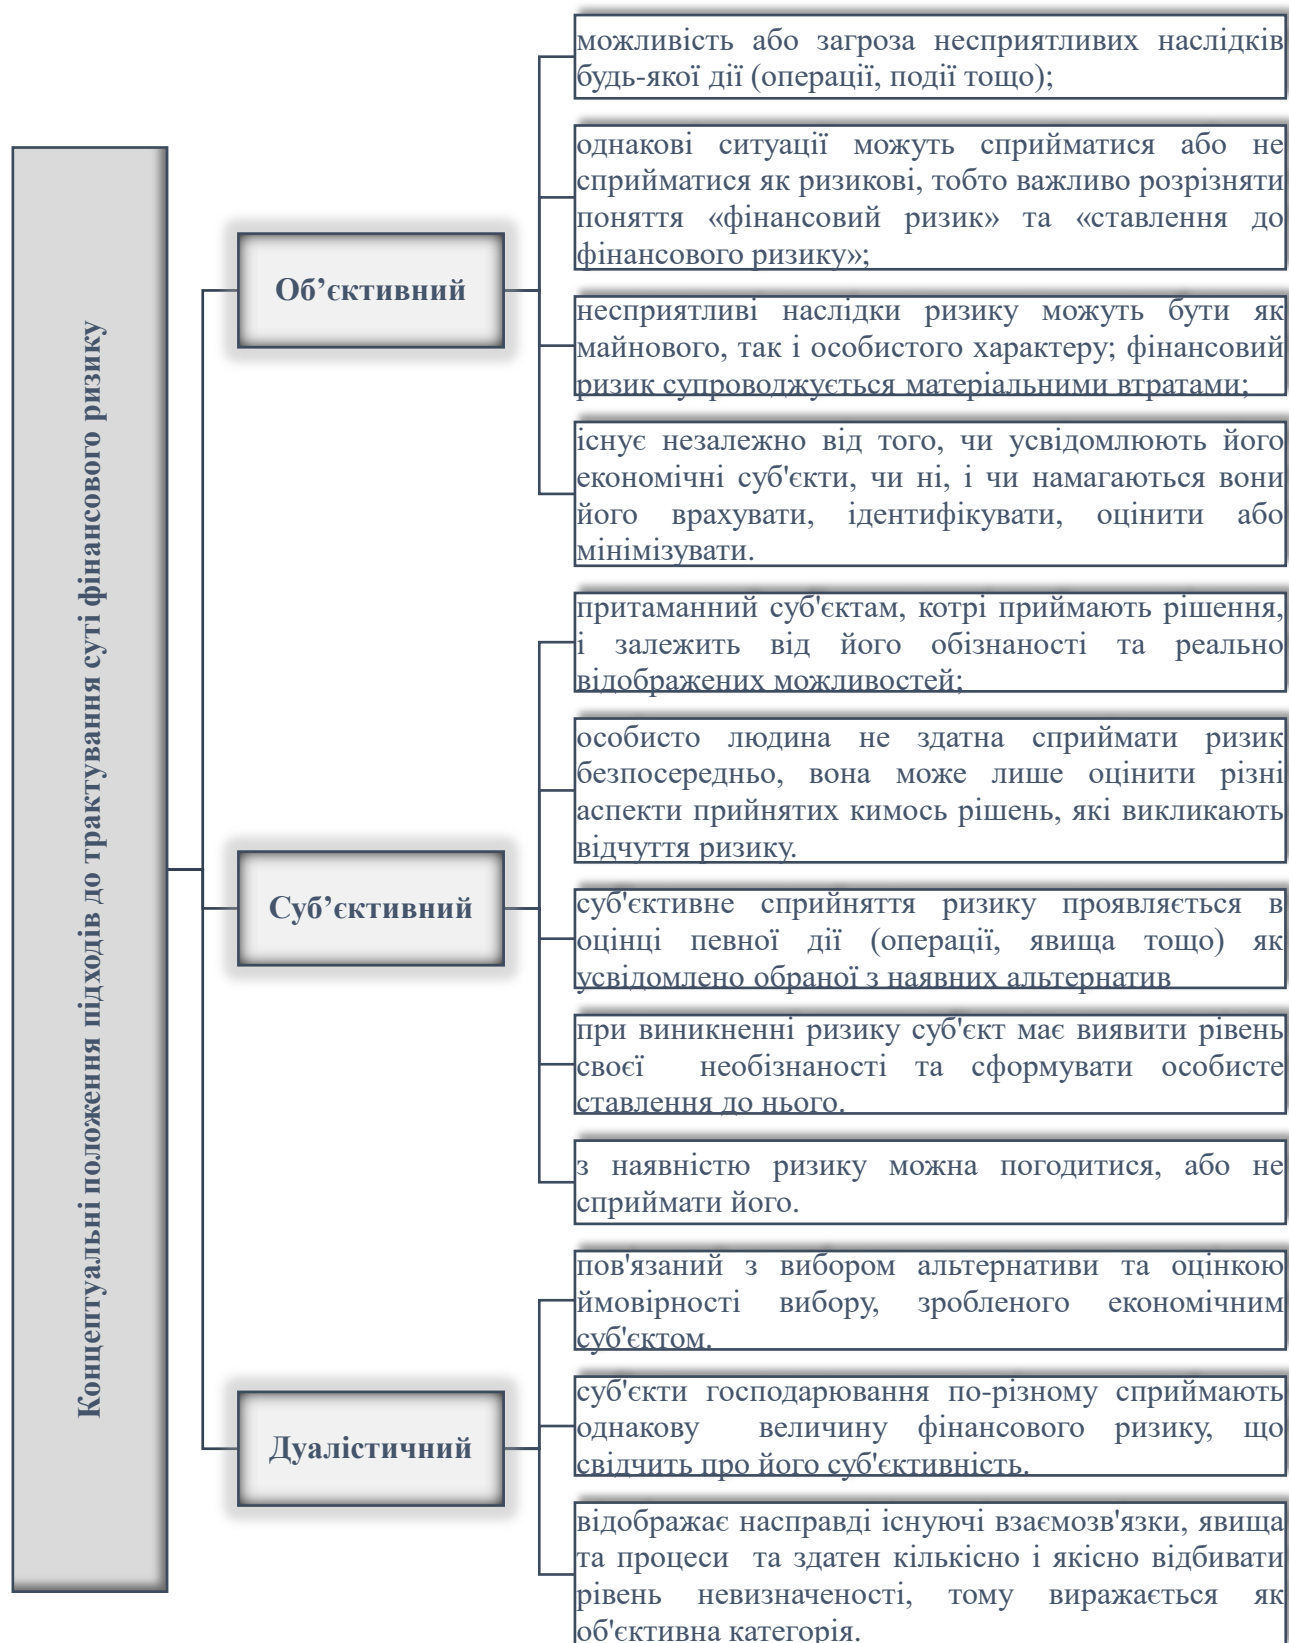 Концептуальні положення підходів до трактування суті фінансового ризику
Об’єктивний
можливість або загроза несприятливих наслідків
будь-якої дії (операції, події тощо);
однакові ситуації можуть сприйматися або не
сприйматися як ризикові, тобто важливо розрізняти
поняття «фінансовий ризик» та «ставлення до
фінансового ризику»;
несприятливі наслідки ризику можуть бути як
майнового, так і особистого характеру; фінансовий
ризик супроводжується матеріальними втратами;
існує незалежно від того, чи усвідомлюють його
економічні суб'єкти, чи ні, і чи намагаються вони
його врахувати, ідентифікувати, оцінити або
мінімізувати.
Суб’єктивний
притаманний суб'єктам, котрі приймають рішення,
і залежить від його обізнаності та реально
відображених можливостей;
особисто людина не здатна сприймати ризик
безпосередньо, вона може лише оцінити різні
аспекти прийнятих кимось рішень, які викликають
відчуття ризику.
суб'єктивне сприйняття ризику проявляється в
оцінці певної дії (операції, явища тощо) як
усвідомлено обраної з наявних альтернатив
при виникненні ризику суб'єкт має виявити рівень
своєї необізнаності та сформувати особисте
ставлення до нього.
з наявністю ризику можна погодитися, або не
сприймати його.
Дуалістичний
пов'язаний з вибором альтернативи та оцінкою
ймовірності вибору, зробленого економічним
суб'єктом.
суб'єкти господарювання по-різному сприймають
однакову величину фінансового ризику, що
свідчить про його суб'єктивність.
відображає насправді існуючі взаємозв'язки, явища
та процеси та здатен кількісно і якісно відбивати
рівень невизначеності, тому виражається як
об'єктивна категорія.